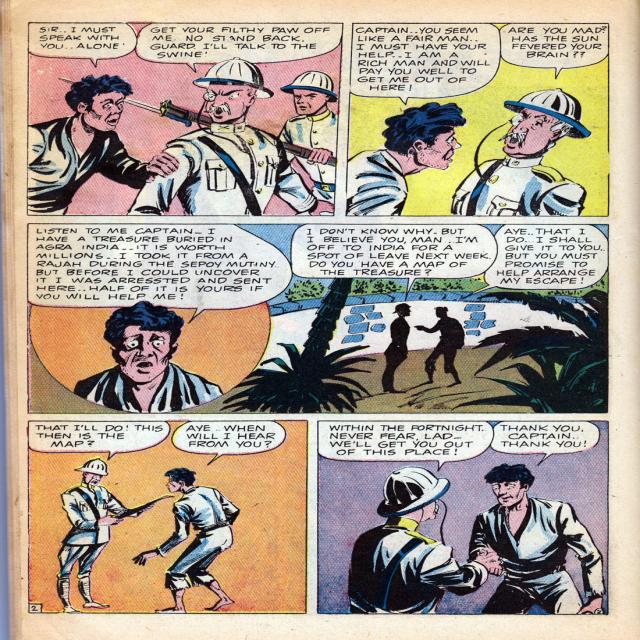 SIR.. I MUST
SPEAK WITH
YOU.. ALONE'
GET YOUR FILTHY PAW OFF
ME. NO STAND BACK,
GUARD. I'LL TALK TO THE
SWINE'
CAPTAIN.. YOU SEEM
LIKE A FAIR MAN..
I MUST HAVE YOUR
HELP.. I AM A
RICH MAN AND WILL
PAY YOU WELL TO
GET ME OUT OF
HERE!
ARE YOU MAD?
HAS THE SUN
FEVERED YOUR
BRAIN??
LISTEN TO ME CAPTAIN— I
HAVE A TREASURE BURIED IN
AGRA INDIA.. IT IS WORTH
MILLIONS.. I TOOK IT FROM A
RAJAH DURING THE SEPOY MUTINY
BUT BEFORE I COULD UNCOVER
IT I WAS ARRESSTED AND SENT
HERE.. HALF OF IT IS YOURS IF
YOU WILL HELP ME!
I DON'T KNOW WHY.. BUT
I BELIEVE YOU, MAN.. I'M
OFF TO INDIA FOR A
SPOT OF LEAVE NEXT WEEK.
DO YOU HAVE A MAP OF
THE TREASURE?
AYE.. THAT I
DO.. I SHALL
GIVE IT TO YOU..
BUT YOU MUST
PROMISE TO
HELP ARRANGE
MY ESCAPE!
THAT I'LL DO! THIS
THEN IS THE
MAP?
AYE.. WHEN
WILL I HEAR
FROM YOU?
WITHIN THE FORTNIGHT.
NEVER FEAR, LAD—
WE'LL GET YOU OUT
OF THIS PLACE!
THANK YOU,
CAPTAIN..
THANK YOU!
2